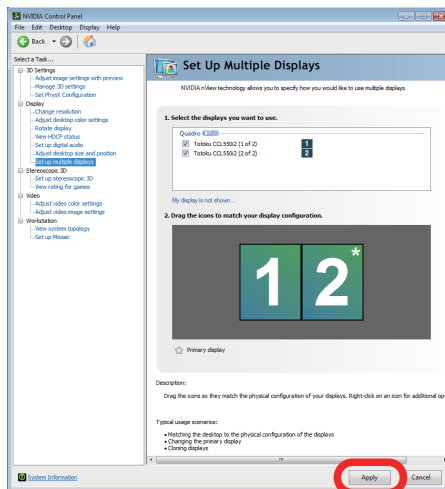 NVIDIA Control Panel
File Edit Desktop Display Help
Back
Select a Task...
3D Settings
Adjust image settings with preview
Manage 3D settings
Set PhysX Configuration
Display
Change resolution
Adjust desktop color settings
Rotate display
View HDCP status
Set up digital audio
Adjust desktop size and position
Set up multiple displays
Stereoscopic 3D
Set up stereoscopic 3D
View rating for games
Video
Adjust video color settings
Adjust video image settings
Workstation
View system topology
Set up Mosaic
System Information
Set Up Multiple Displays
NVIDIA nView technology allows you to specify how you would like to use multiple displays.
1. Select the displays you want to use.
Quadro
Totoku CCL550i2 (1 of 2) 1
Totoku CCL550i2 (2 of 2) 2
My display is not shown...
2. Drag the icons to match your display configuration.
1 2 *
Primary display
Description:
Drag the icons so they match the physical configuration of your displays. Right-click on an icon for additional op
Typical usage scenarios:
• Matching the desktop to the physical configuration of the displays
• Changing the primary display
• Cloning displays
Apply Cancel